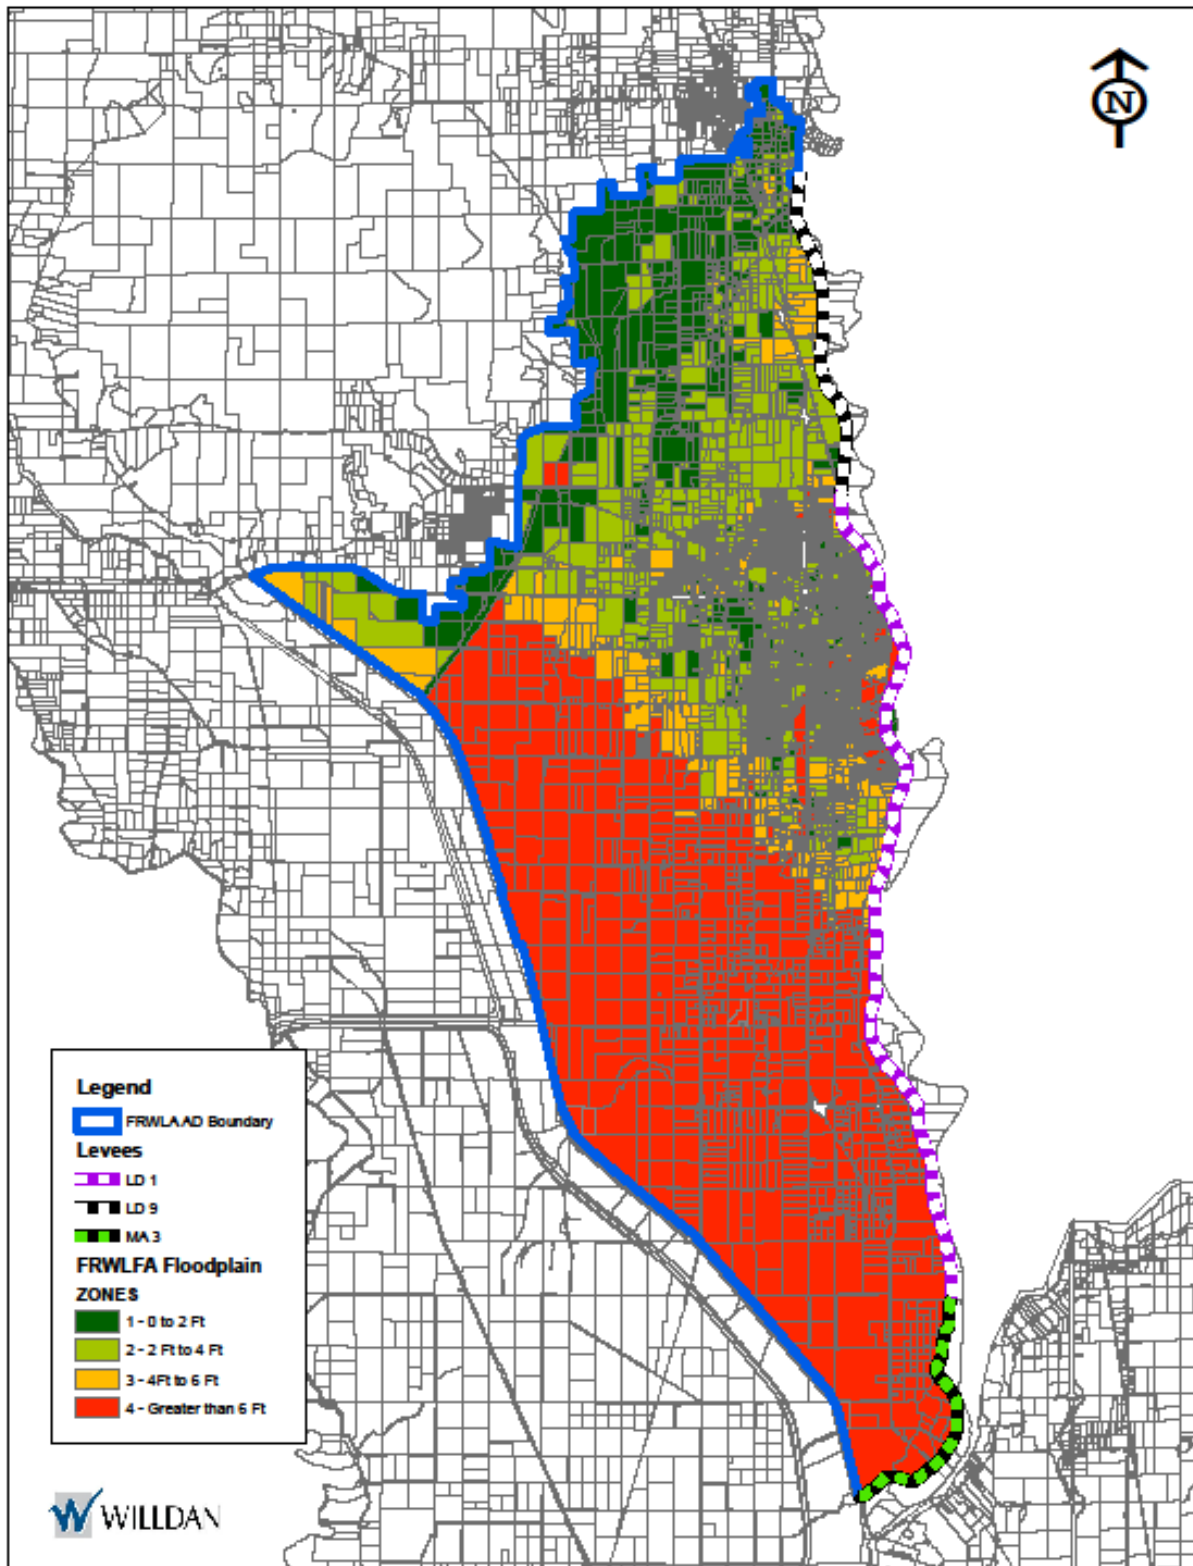 N
Legend
FRWLAAD Boundary
Levees
LD 1
LD 9
MA 3
FRWLFA Floodplain
ZONES
1 - 0 to 2 Ft
2 - 2 Ft to 4 Ft
3 - 4Ft to 6 Ft
4 - Greater than 6 Ft
W WILLDAN